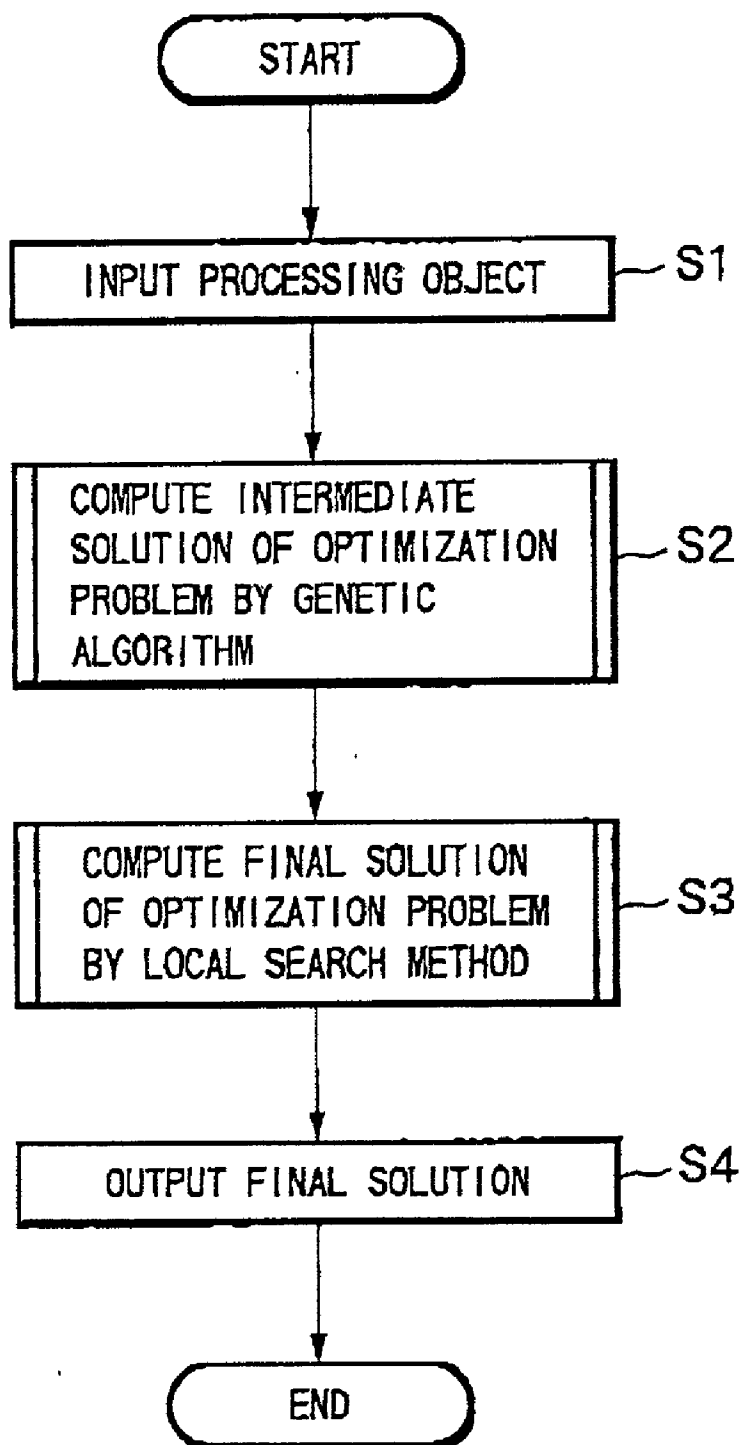 START
INPUT PROCESSING OBJECT
S1
COMPUTE INTERMEDIATE
SOLUTION OF OPTIMIZATION
PROBLEM BY GENETIC
ALGORITHM
S2
COMPUTE FINAL SOLUTION
OF OPTIMIZATION PROBLEM
BY LOCAL SEARCH METHOD
S3
OUTPUT FINAL SOLUTION
S4
END